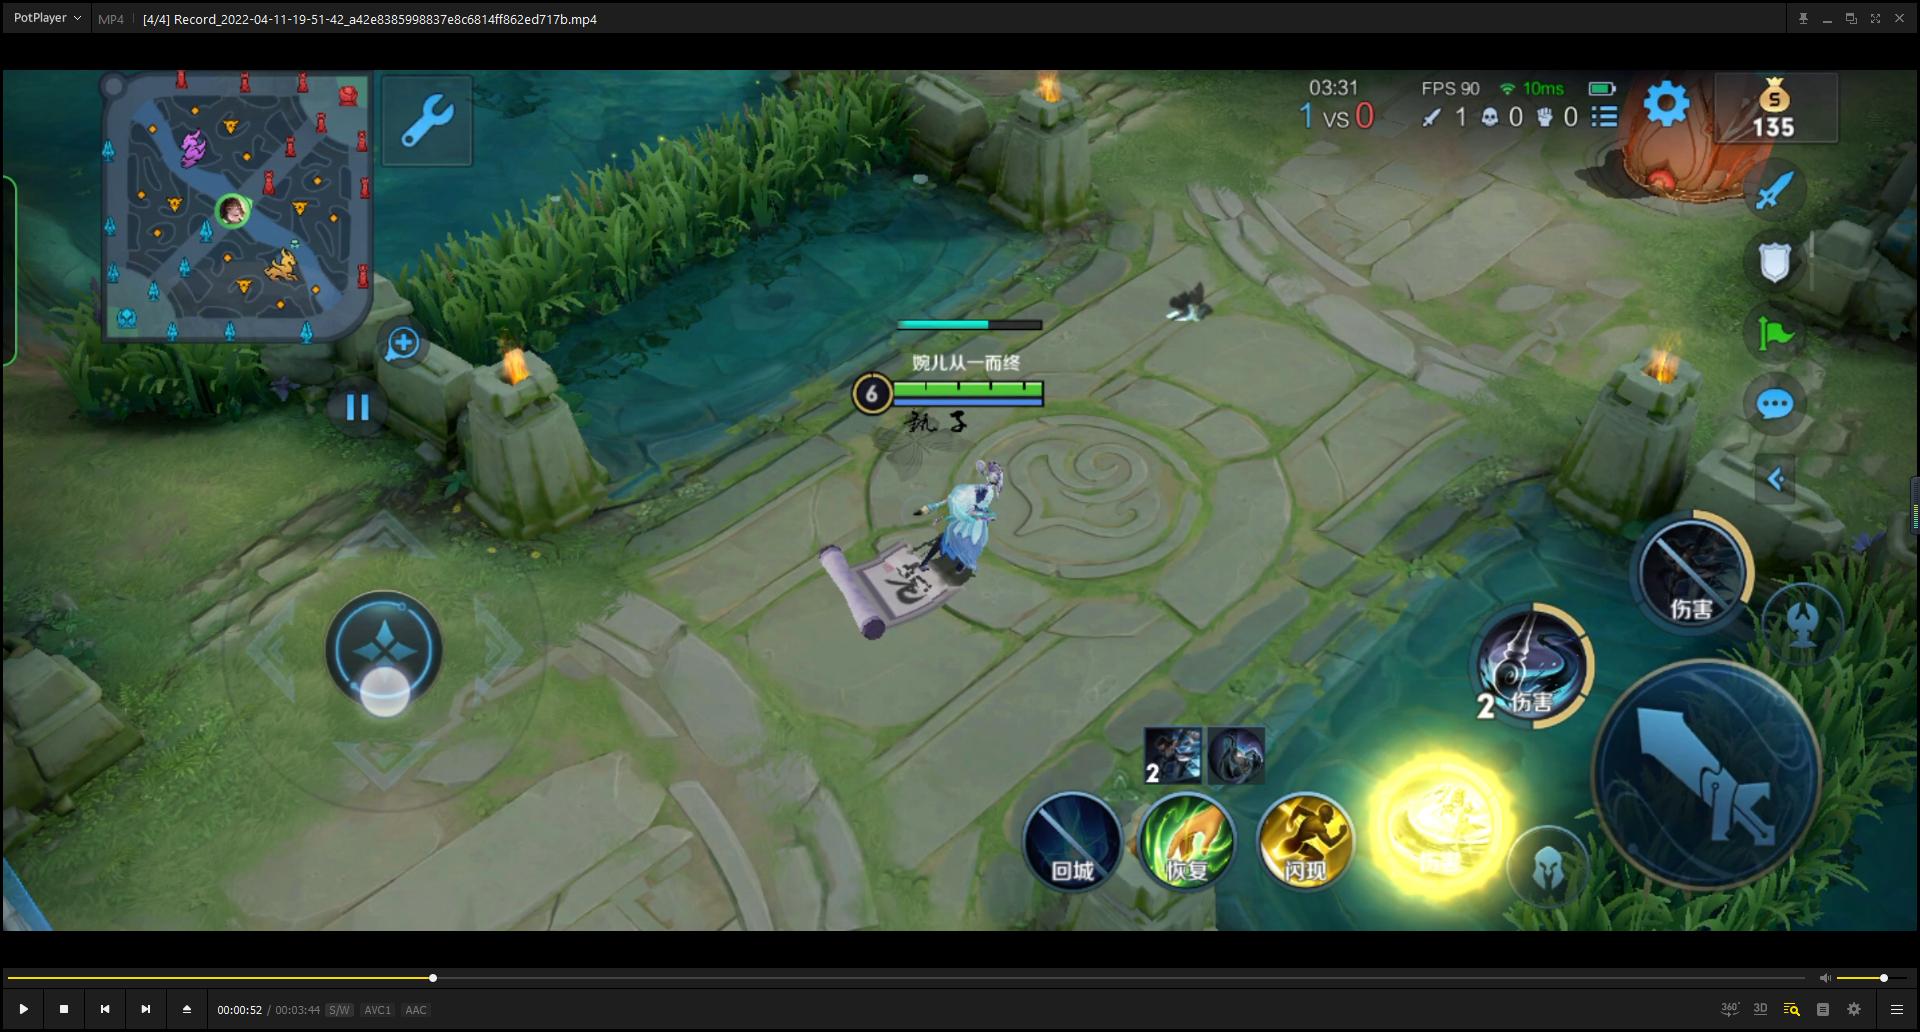 PotPlayer
MP4
[4/4] Record_2022-04-11-19-51-42_a42e8385998837e8c6814ff862ed717b.mp4
03:31
FPS 90
10ms
1 VS 0
1
0
0
135
婉儿从一而终
6
伤害
2
伤害
2
回城
恢复
闪现
00:00:52 / 00:03:44
S/W
AVC1
AAC
360°
3D